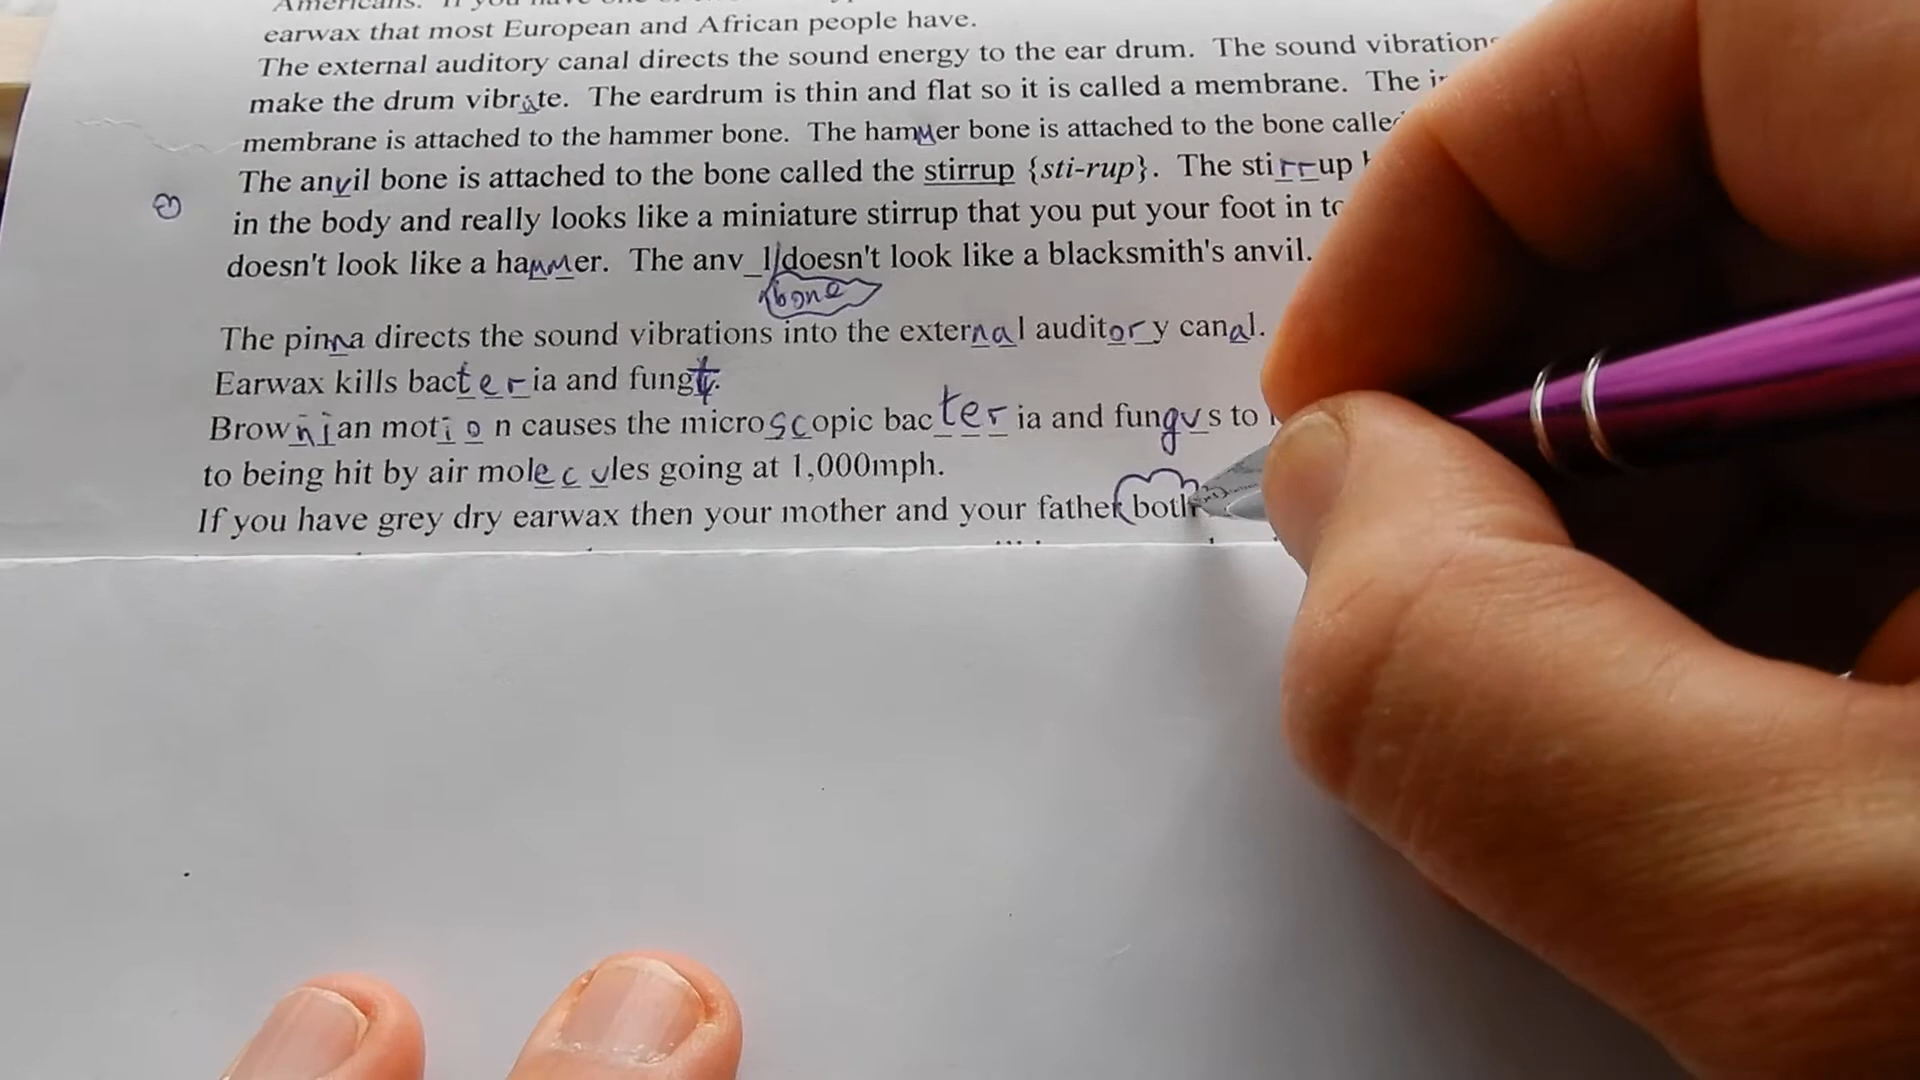 earwax that most European and African people have.
The external auditory canal directs the sound energy to the ear drum. The sound vibrations
make the drum vibrate. The eardrum is thin and flat so it is called a membrane. The
membrane is attached to the hammer bone. The hammer bone is attached to the bone called
The anvil bone is attached to the bone called the stirrup {sti-rup}. The stirrup
in the body and really looks like a miniature stirrup that you put your foot in
doesn't look like a hammer. The anv_l/doesn't look like a blacksmith's anvil.
bone
The pinna directs the sound vibrations into the external auditory canal.
Earwax kills bacteria and
Brownian motion causes the microscopic bacteria and fungus to
to being hit by air molecules going at 1,000mph.
If you have grey dry earwax then your mother and your father both